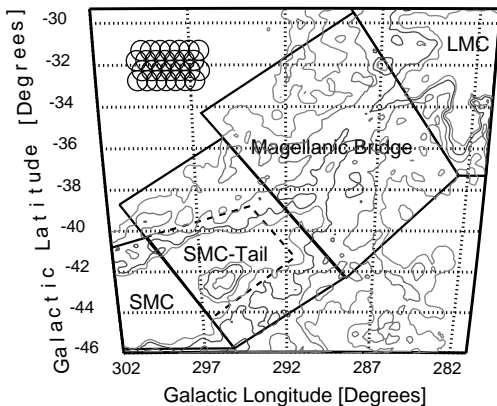 -30
LMC
-32
-34
Magellanic Bridge
-36
-38
-40
SMC-Tail
-42
SMC
-44
-46
302
297
292
287
282
Galactic Longitude [Degrees]
Galactic Latitude [Degrees]